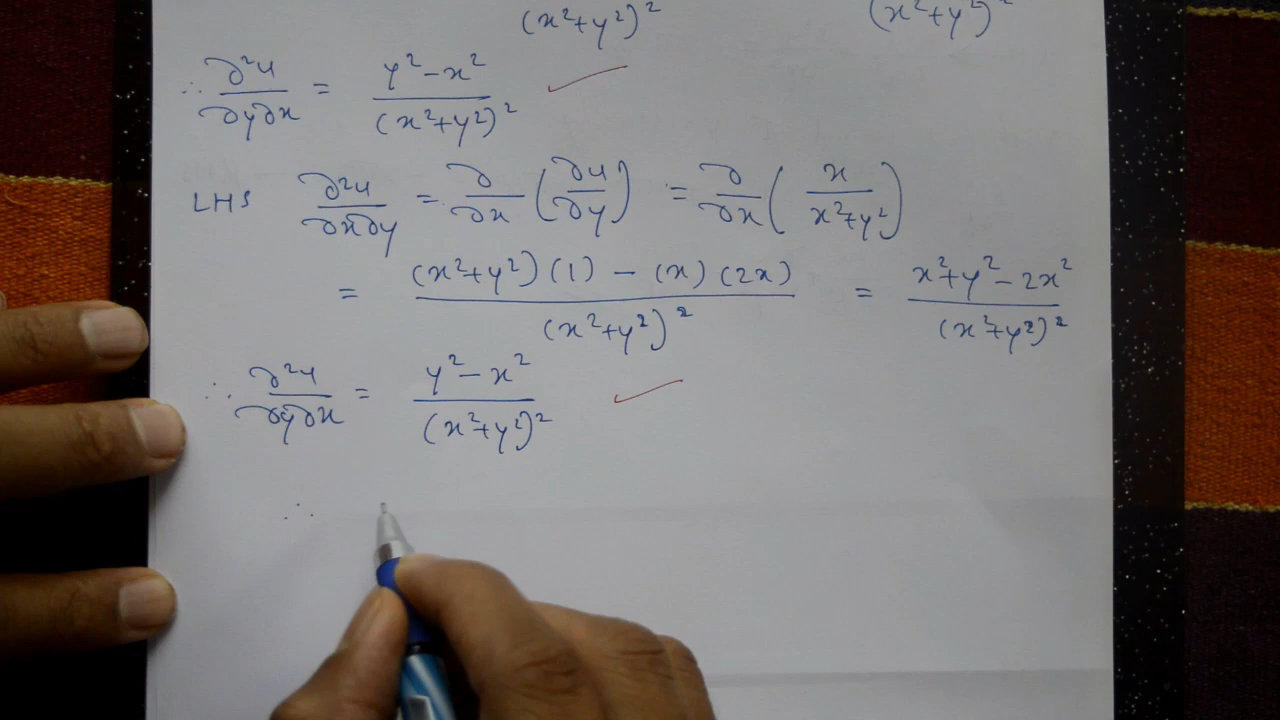 (x²+y²)² (x²+y²)²
∴ ∂²u/∂y∂x = (y²-x²)/(x²+y²)²
LHS ∂²u/∂x∂y = ∂/∂x (∂u/∂y) = ∂/∂x (x/(x²+y²))
= ((x²+y²)(1) - (x)(2x))/(x²+y²)² = (x²+y²-2x²)/(x²+y²)²
∴ ∂²u/∂y∂x = (y²-x²)/(x²+y²)²
∴